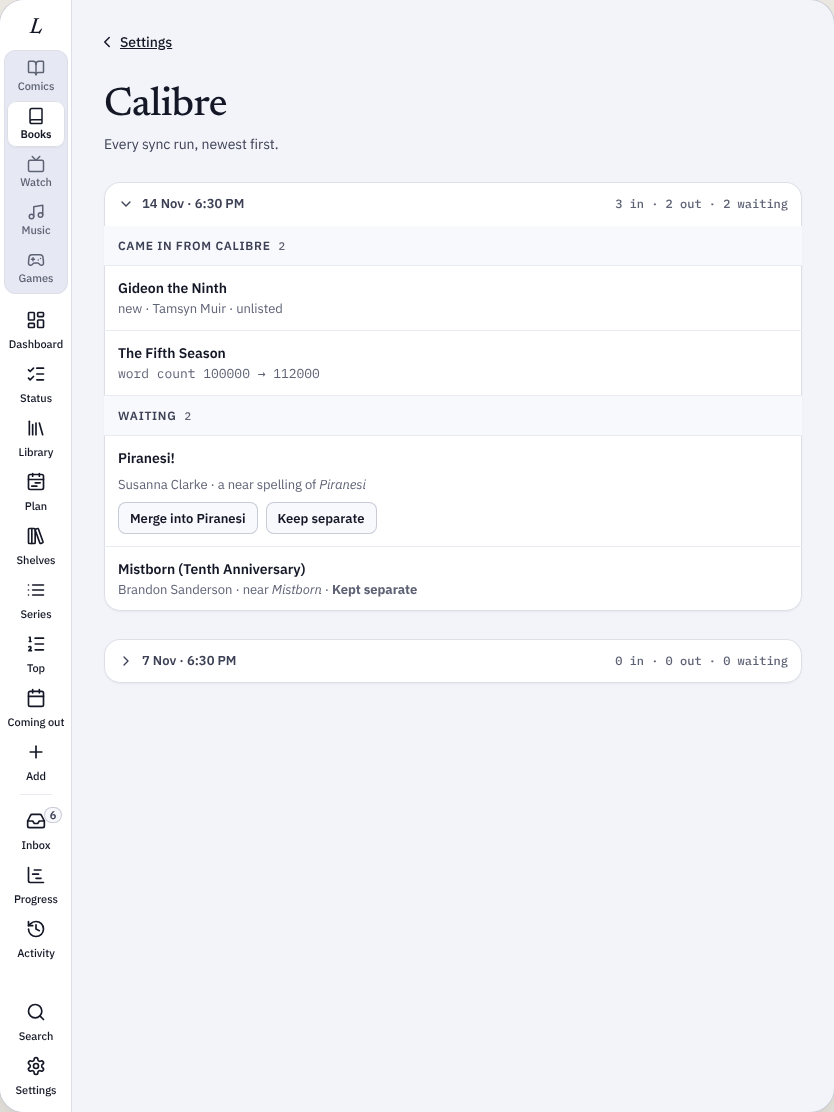 L
Comics
Books
Watch
Music
Games
Dashboard
Status
Library
Plan
Shelves
Series
Top
Coming out
Add
6
Inbox
Progress
Activity
Search
Settings
Settings
Calibre
Every sync run, newest first.
14 Nov · 6:30 PM
3 in · 2 out · 2 waiting
CAME IN FROM CALIBRE 2
Gideon the Ninth
new · Tamsyn Muir · unlisted
The Fifth Season
word count 100000 → 112000
WAITING 2
Piranesi!
Susanna Clarke · a near spelling of Piranesi
Merge into Piranesi
Keep separate
Mistborn (Tenth Anniversary)
Brandon Sanderson · near Mistborn · Kept separate
7 Nov · 6:30 PM
0 in · 0 out · 0 waiting